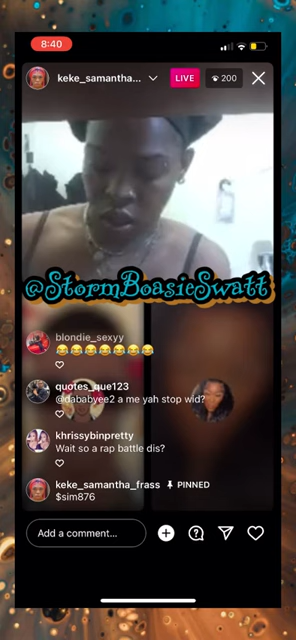 8:40
keke_samantha...
LIVE
200
@StormBoasieSwatt
blondie_sexyy
😂😂😂😂😂😂😂
quotes_que123
@dababyee2 a me yah stop wid?
khrissybinpretty
Wait so a rap battle dis?
keke_samantha_frass PINNED
$sim876
Add a comment...